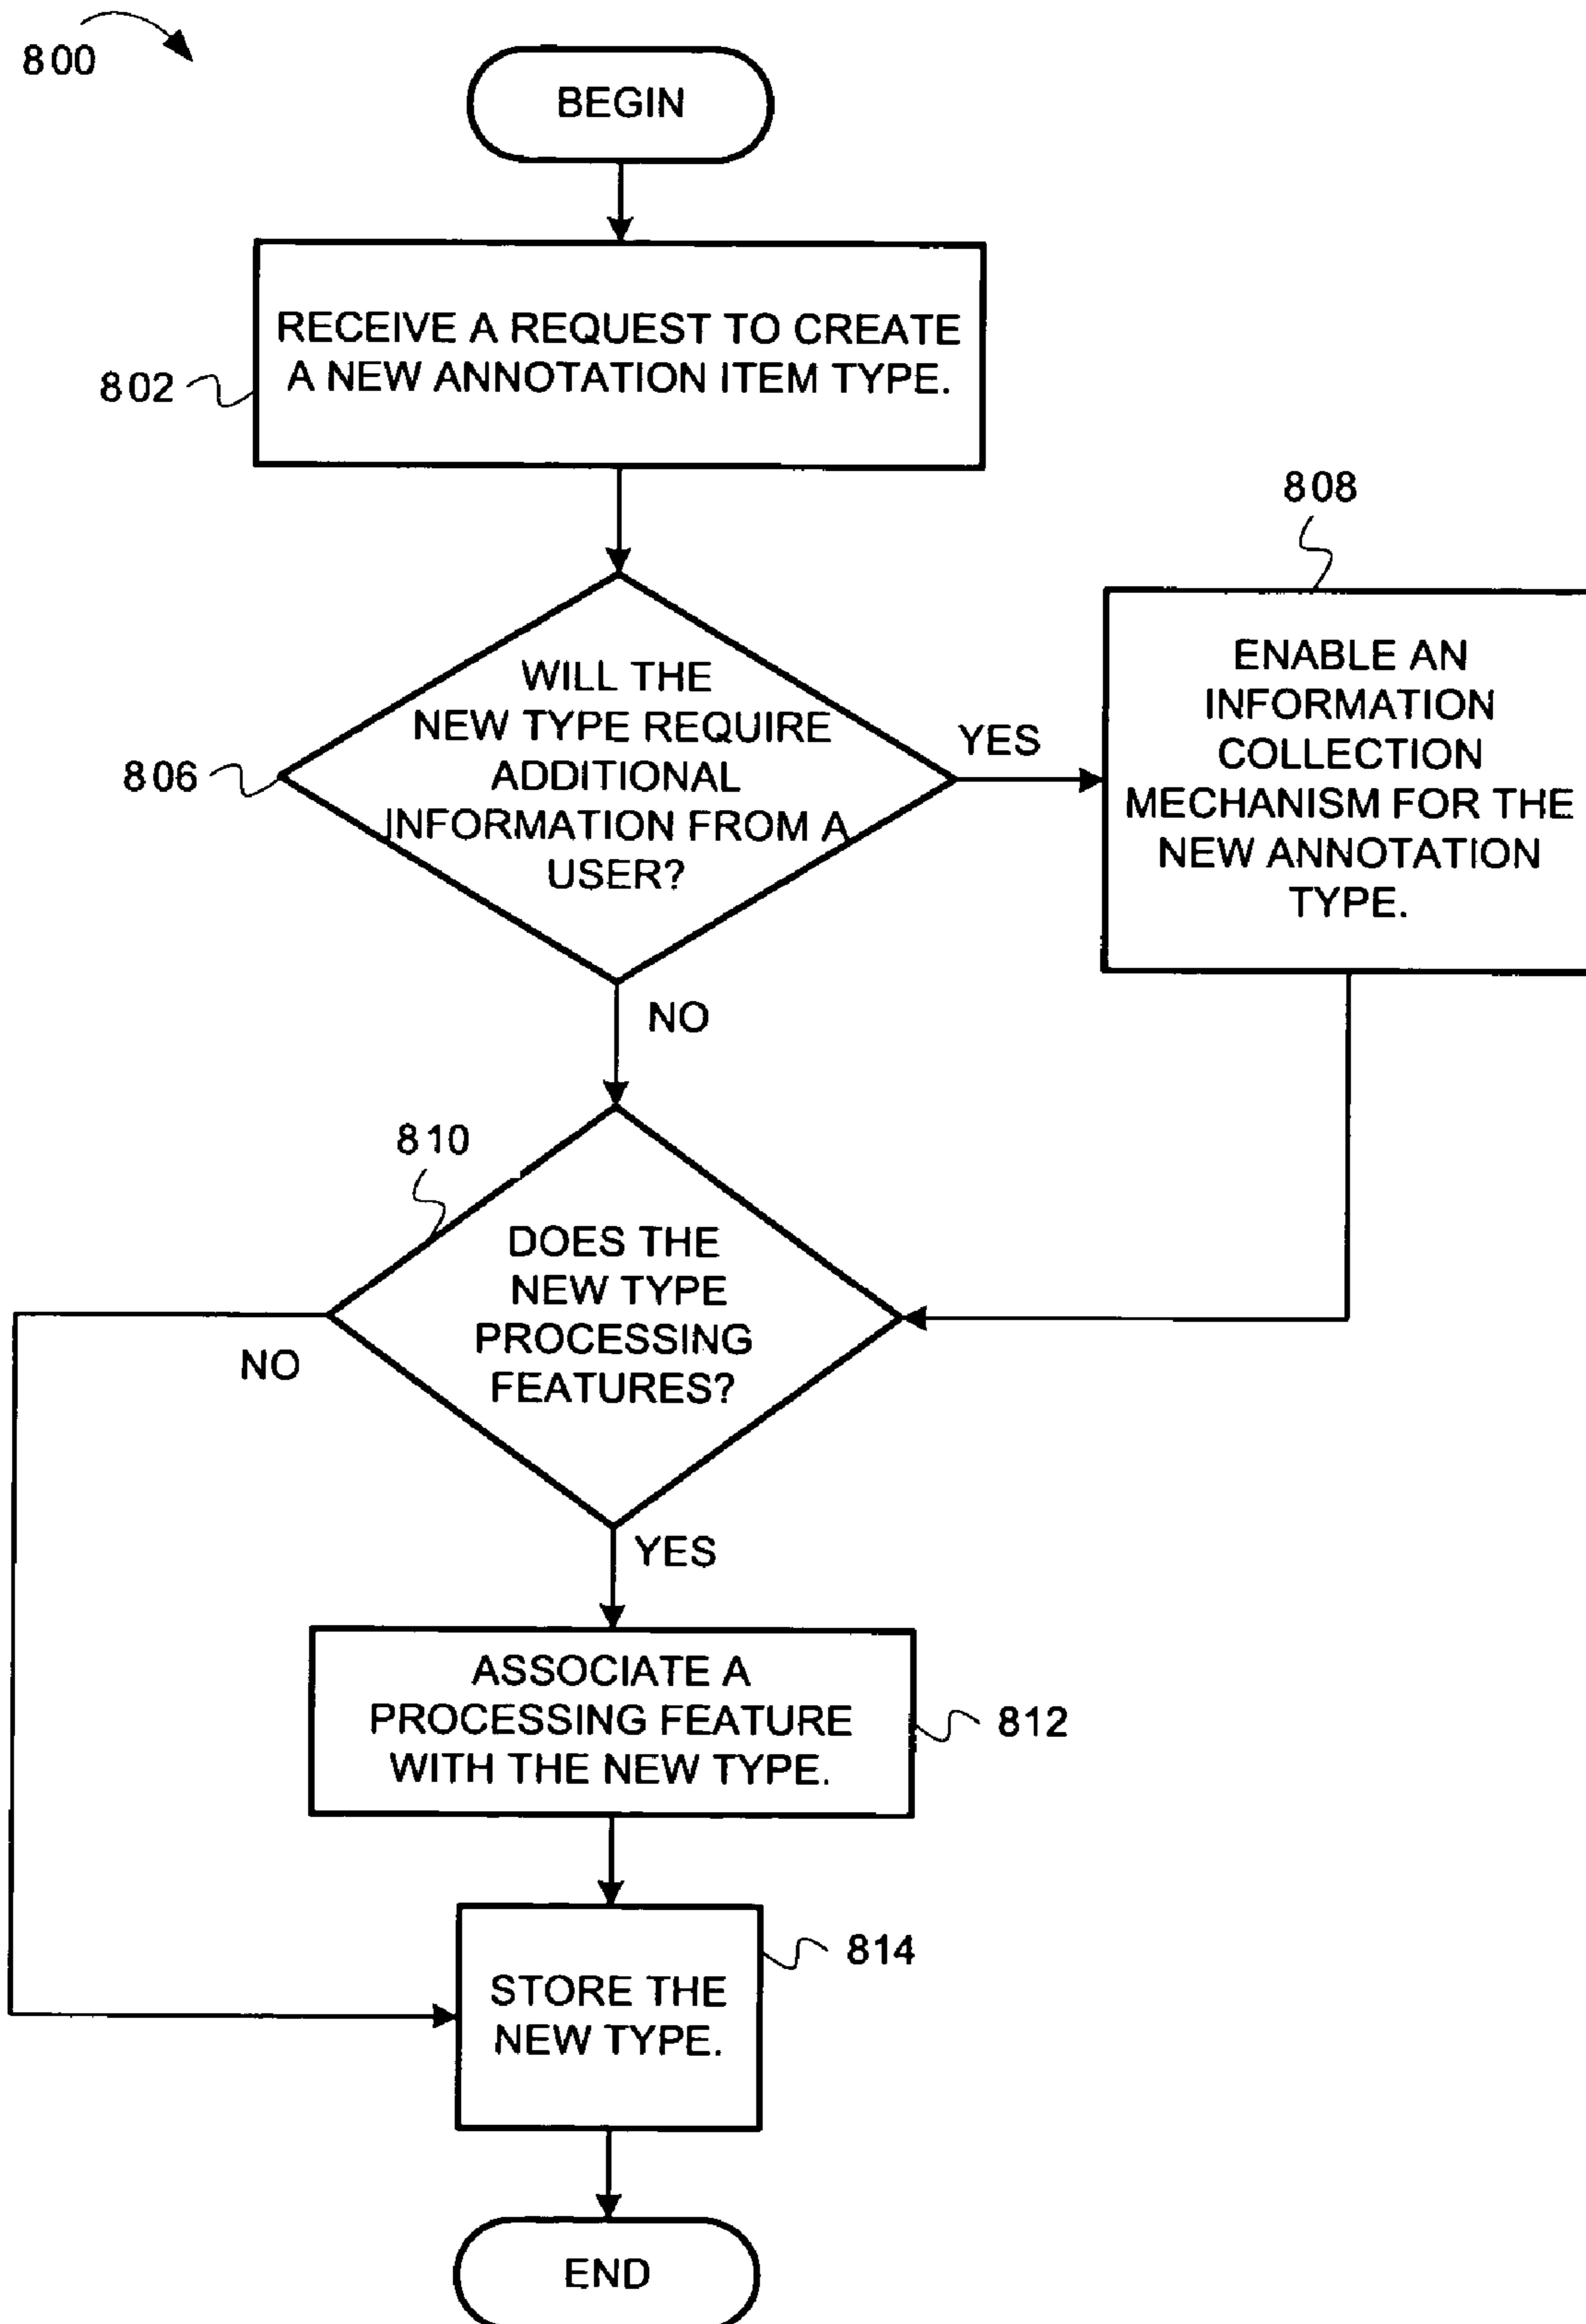 800
BEGIN
RECEIVE A REQUEST TO CREATE
A NEW ANNOTATION ITEM TYPE.
802
808
WILL THE
NEW TYPE REQUIRE
ADDITIONAL
INFORMATION FROM A
USER?
806
YES
ENABLE AN
INFORMATION
COLLECTION
MECHANISM FOR THE
NEW ANNOTATION
TYPE.
NO
810
DOES THE
NEW TYPE
PROCESSING
FEATURES?
NO
YES
ASSOCIATE A
PROCESSING FEATURE
WITH THE NEW TYPE.
812
814
STORE THE
NEW TYPE.
END